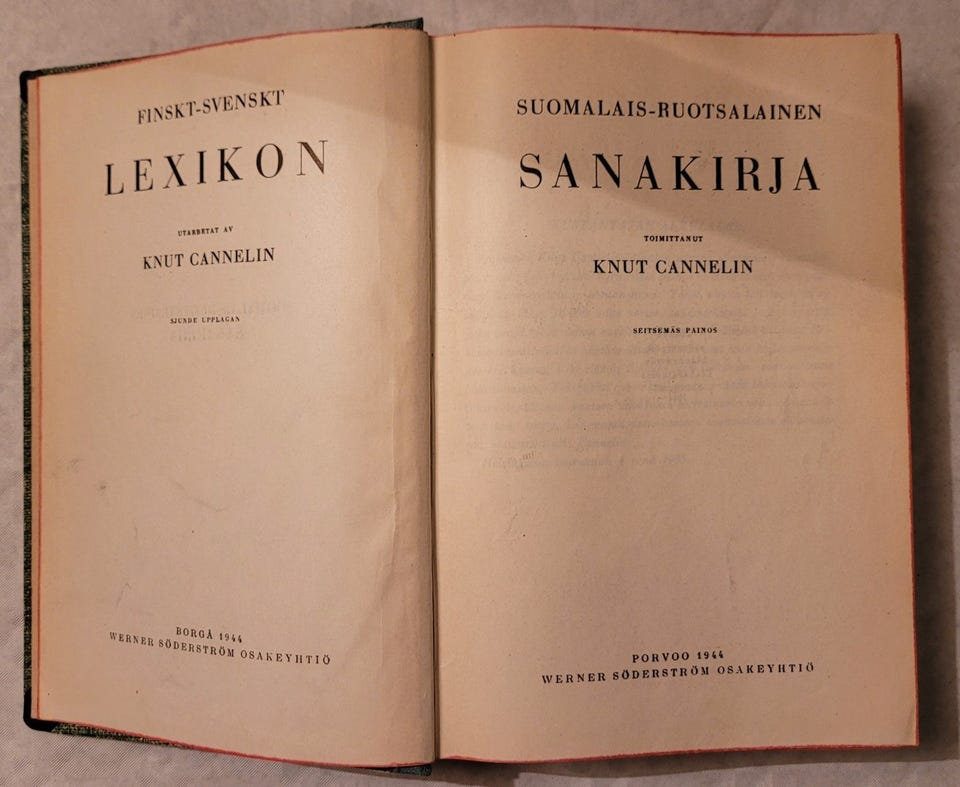 FINSKT-SVENSKT
LEXIKON
UTARBETAT AV
KNUT CANNELIN
SJUNDE UPPLAGAN
BORGÅ 1944
WERNER SÖDERSTRÖM OSAKEYHTIÖ
SUOMALAIS-RUOTSALAINEN
SANAKIRJA
TOIMITTANUT
KNUT CANNELIN
SEITSEMÄS PAINOS
PORVOO 1944
WERNER SÖDERSTRÖM OSAKEYHTIÖ